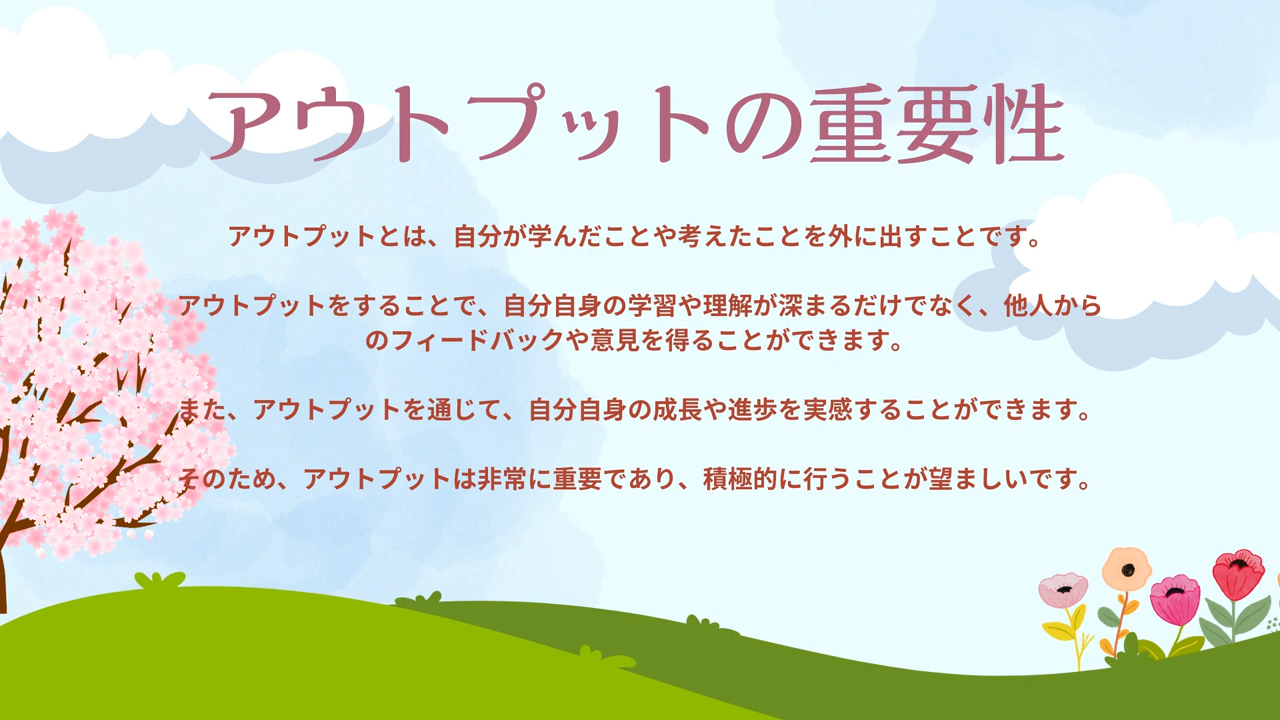 アウトプットの重要性
アウトプットとは、自分が学んだことや考えたことを外に出すことです。
アウトプットをすることで、自分自身の学習や理解が深まるだけでなく、他人から
のフィードバックや意見を得ることができます。
また、アウトプットを通じて、自分自身の成長や進歩を実感することができます。
そのため、アウトプットは非常に重要であり、積極的に行うことが望ましいです。